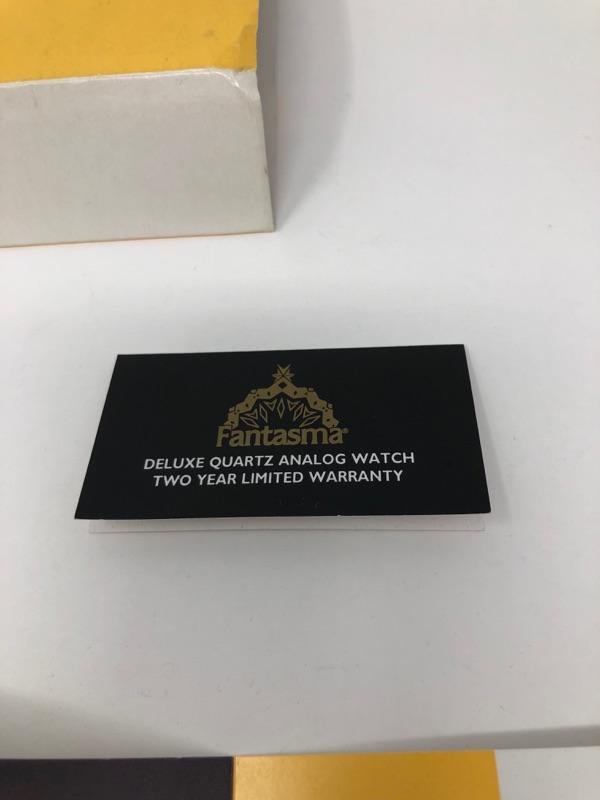 Fantasma®
DELUXE QUARTZ ANALOG WATCH
TWO YEAR LIMITED WARRANTY